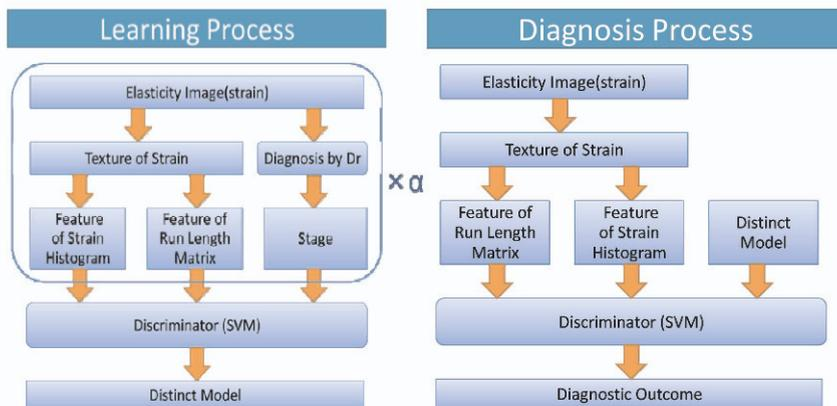 Learning Process
Elasticity Image(strain)
Texture of Strain
Diagnosis by Dr
Feature
of Strain
Histogram
Feature of
Run Length
Matrix
Stage
×α
Discriminator (SVM)
Distinct Model
Diagnosis Process
Elasticity Image(strain)
Texture of Strain
Feature of
Run Length
Matrix
Feature
of Strain
Histogram
Distinct
Model
Discriminator (SVM)
Diagnostic Outcome